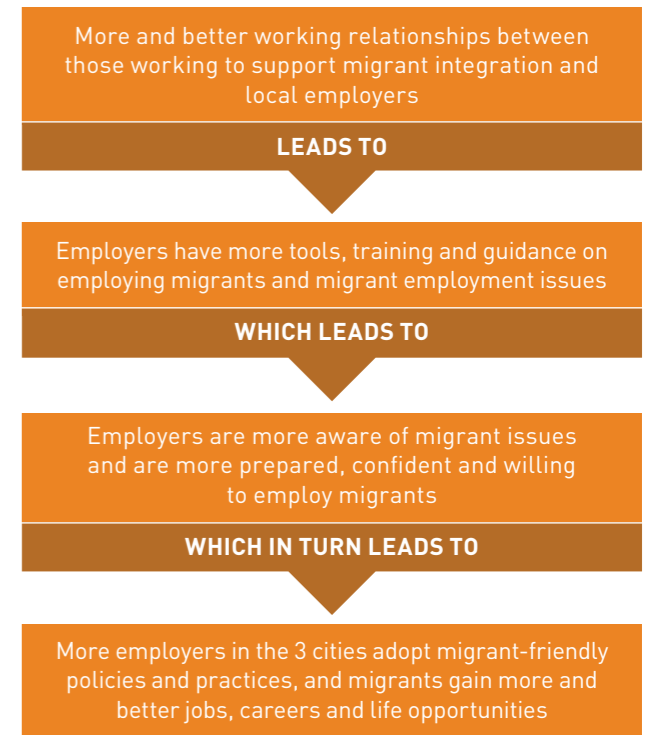 More and better working relationships between
those working to support migrant integration and
local employers
LEADS TO
Employers have more tools, training and guidance on
employing migrants and migrant employment issues
WHICH LEADS TO
Employers are more aware of migrant issues
and are more prepared, confident and willing
to employ migrants
WHICH IN TURN LEADS TO
More employers in the 3 cities adopt migrant-friendly
policies and practices, and migrants gain more and
better jobs, careers and life opportunities